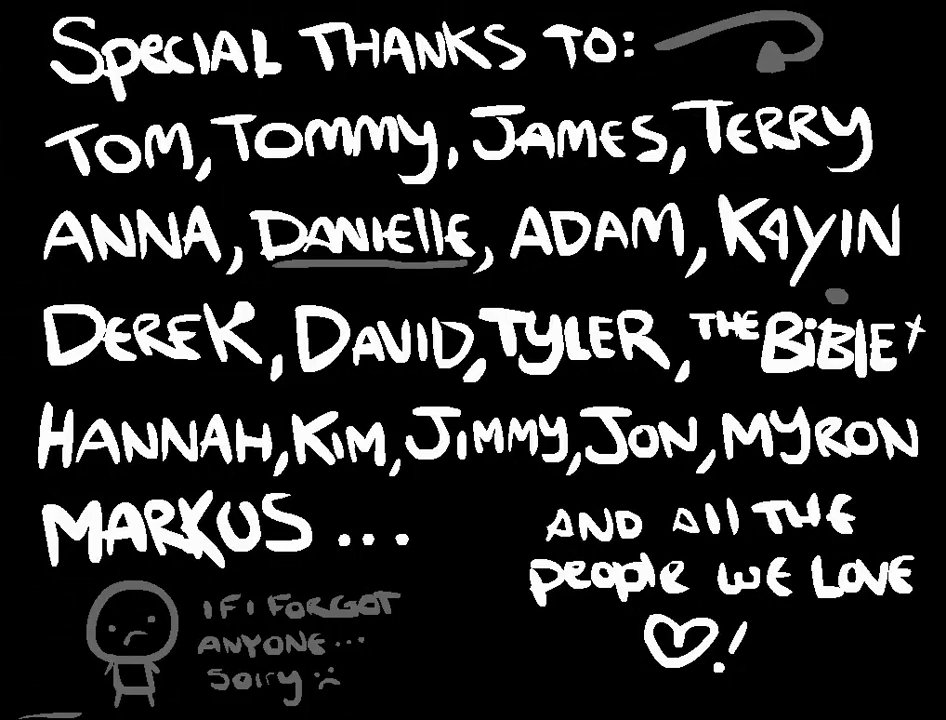 Special THANKS TO:
TOM, TOMMY, JAMES, TERRY
ANNA, DANIElle, ADAM, KAYIN
DEREK, DAVID, TYLER, THE BiBlE+
HANNAH, KiM, JiMMY, JON, MYRON
MARKUS ...
AND All THE
people WE LOVE
♡!
IF I FORGOT
ANYONE...
Sorry :(